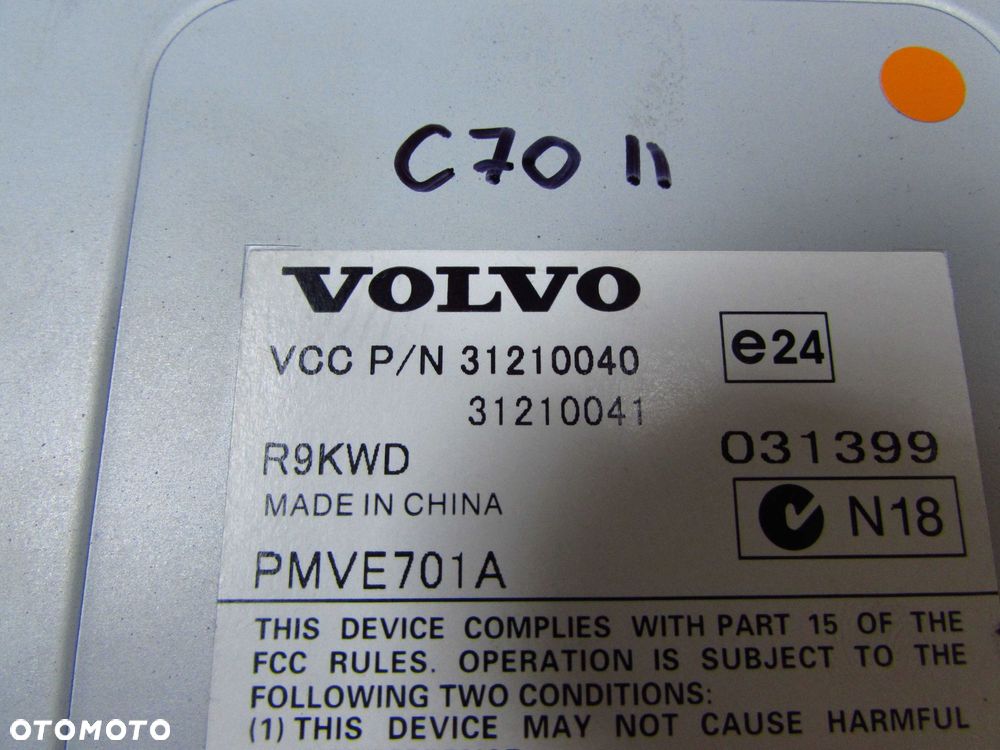 C70 II
VOLVO
VCC P/N 31210040
31210041
e24
R9KWD
031399
MADE IN CHINA
N18
PMVE701A
THIS DEVICE COMPLIES WITH PART 15 OF THE
FCC RULES. OPERATION IS SUBJECT TO THE
FOLLOWING TWO CONDITIONS:
(1) THIS DEVICE MAY NOT CAUSE HARMFUL
OTOMOTO